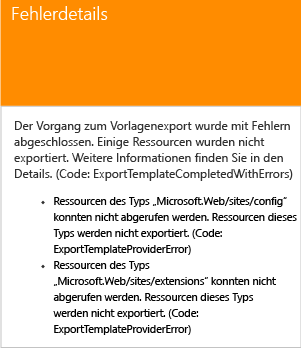 Fehlerdetails
Der Vorgang zum Vorlagenexport wurde mit Fehlern
abgeschlossen. Einige Ressourcen wurden nicht
exportiert. Weitere Informationen finden Sie in den
Details. (Code: ExportTemplateCompletedWithErrors)
• Ressourcen des Typs „Microsoft.Web/sites/config“
konnten nicht abgerufen werden. Ressourcen dieses
Typs werden nicht exportiert. (Code:
ExportTemplateProviderError)
• Ressourcen des Typs
„Microsoft.Web/sites/extensions“ konnten nicht
abgerufen werden. Ressourcen dieses Typs
werden nicht exportiert. (Code:
ExportTemplateProviderError)